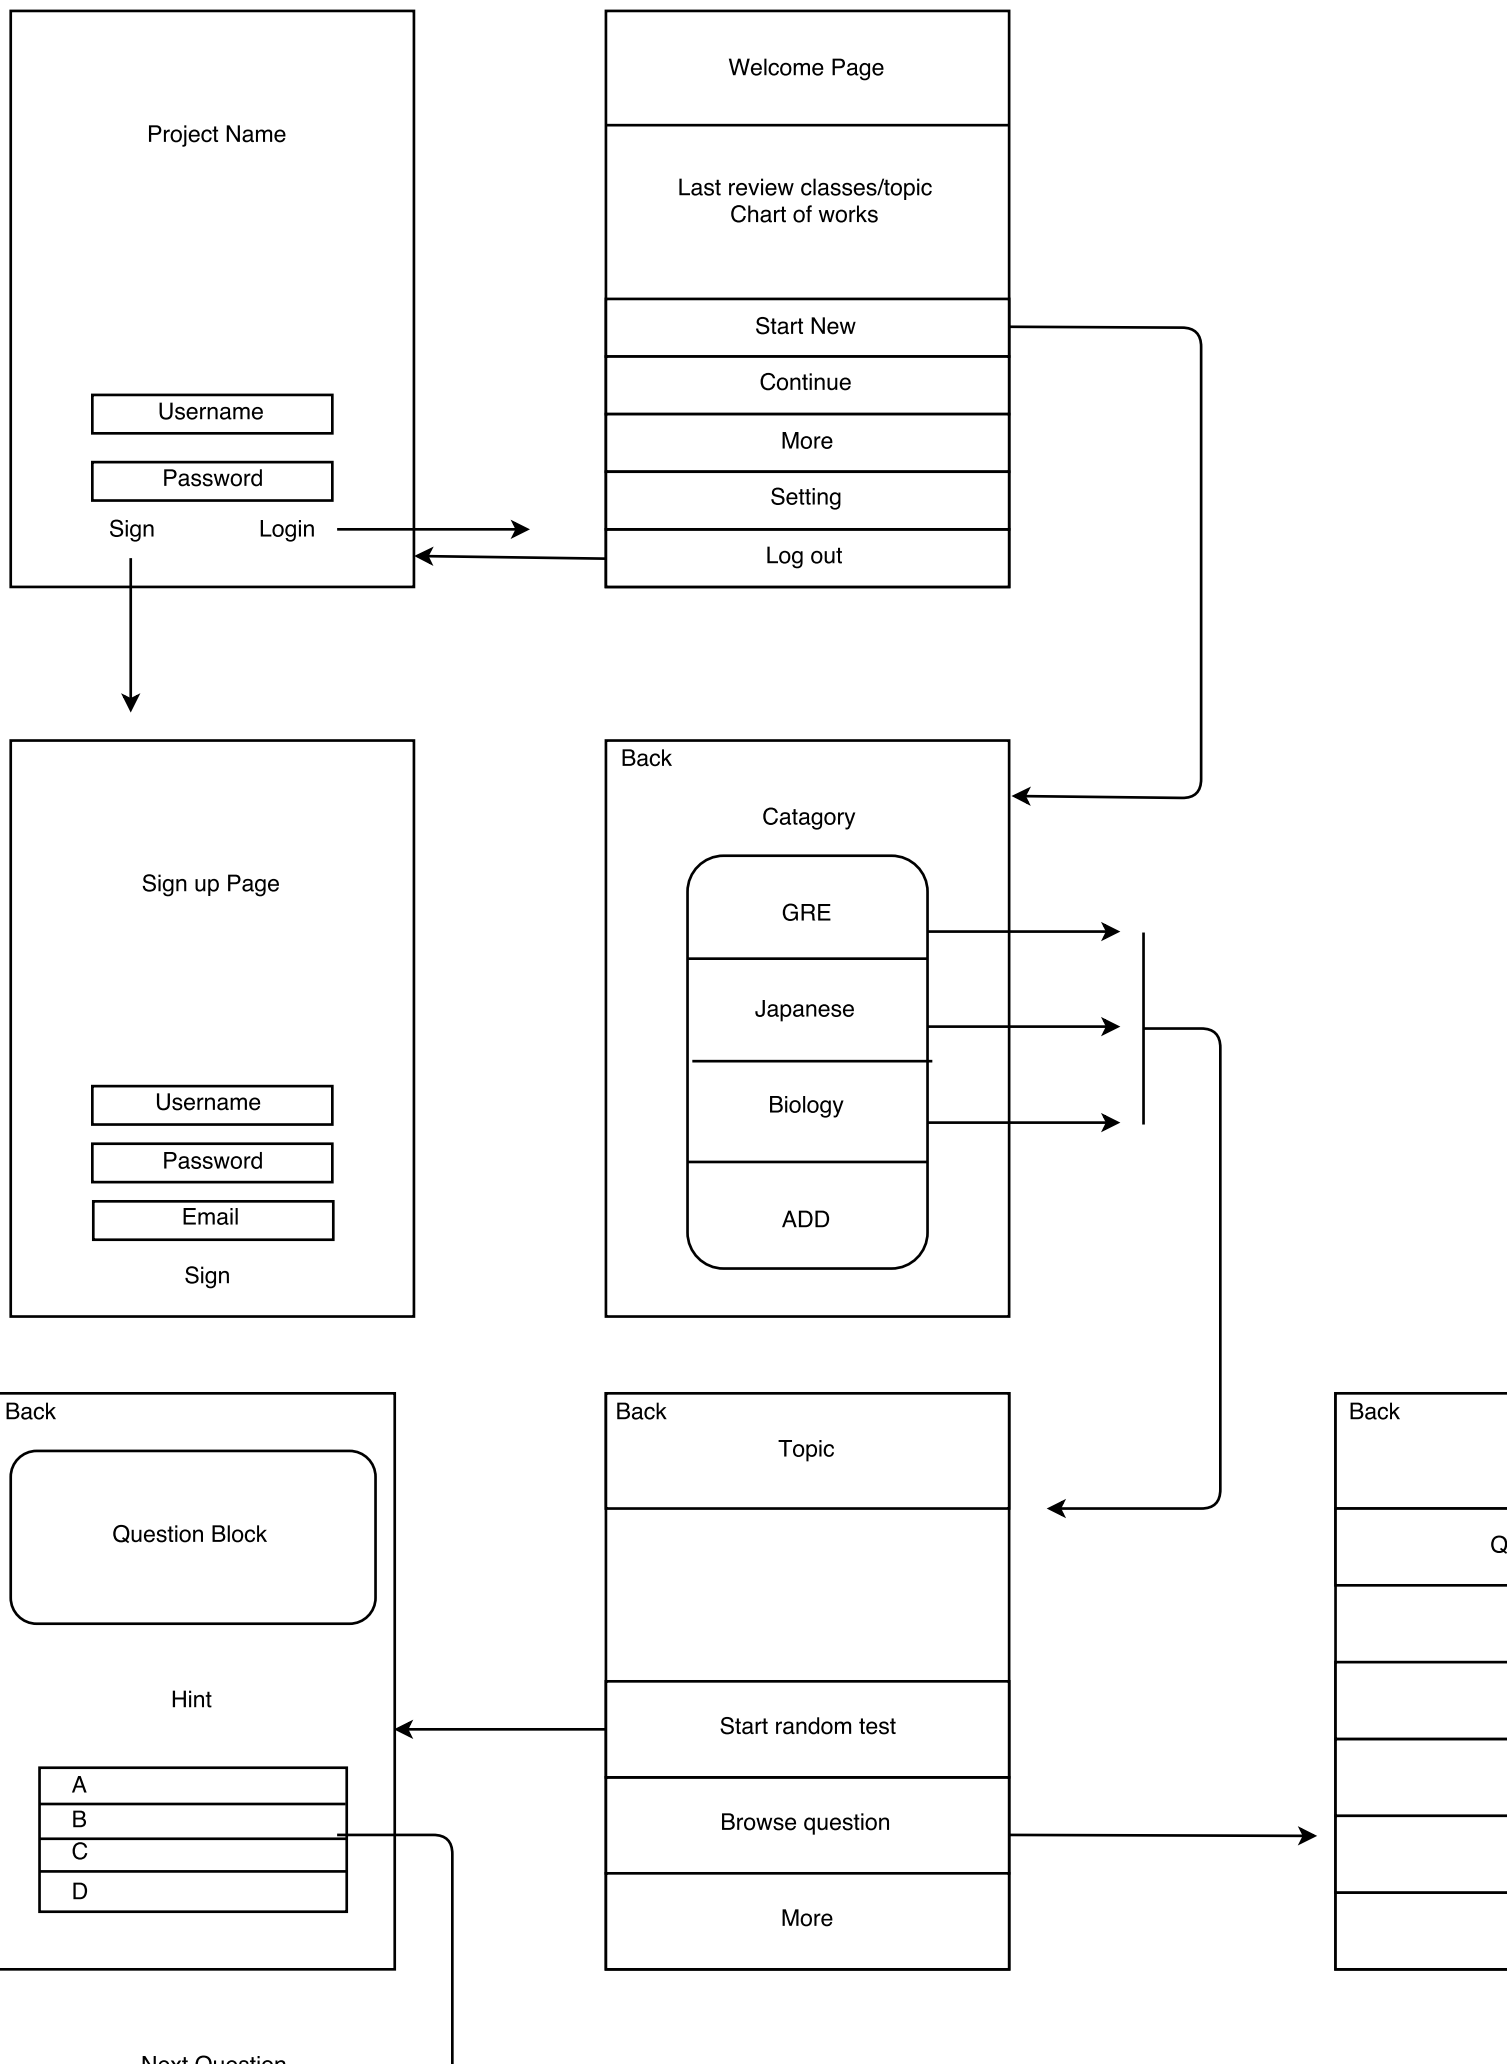 Project Name
Username
Password
Sign
Login
Welcome Page
Last review classes/topic
Chart of works
Start New
Continue
More
Setting
Log out
Sign up Page
Username
Password
Email
Sign
Back
Catagory
GRE
Japanese
Biology
ADD
Back
Question Block
Hint
A
B
C
D
Back
Topic
Start random test
Browse question
More
Back
Next Question